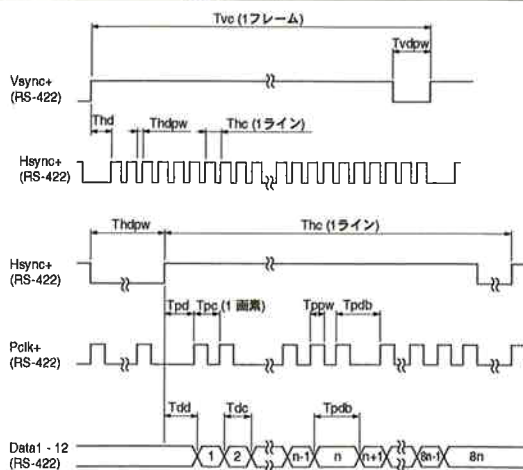 Tvc (1フレーム)
Tvdpw
Vsync+
(RS-422)
Thd
Thdpw
Thc (1ライン)
Hsync+
(RS-422)
Thdpw
Thc (1ライン)
Hsync+
(RS-422)
Tpd
Tpc (1 画素)
Tppw
Tpdb
Pclk+
(RS-422)
Tdd
Tdc
Tpdb
Data1 - 12
(RS-422)
1
2
n-1
n
n+1
8n-1
8n